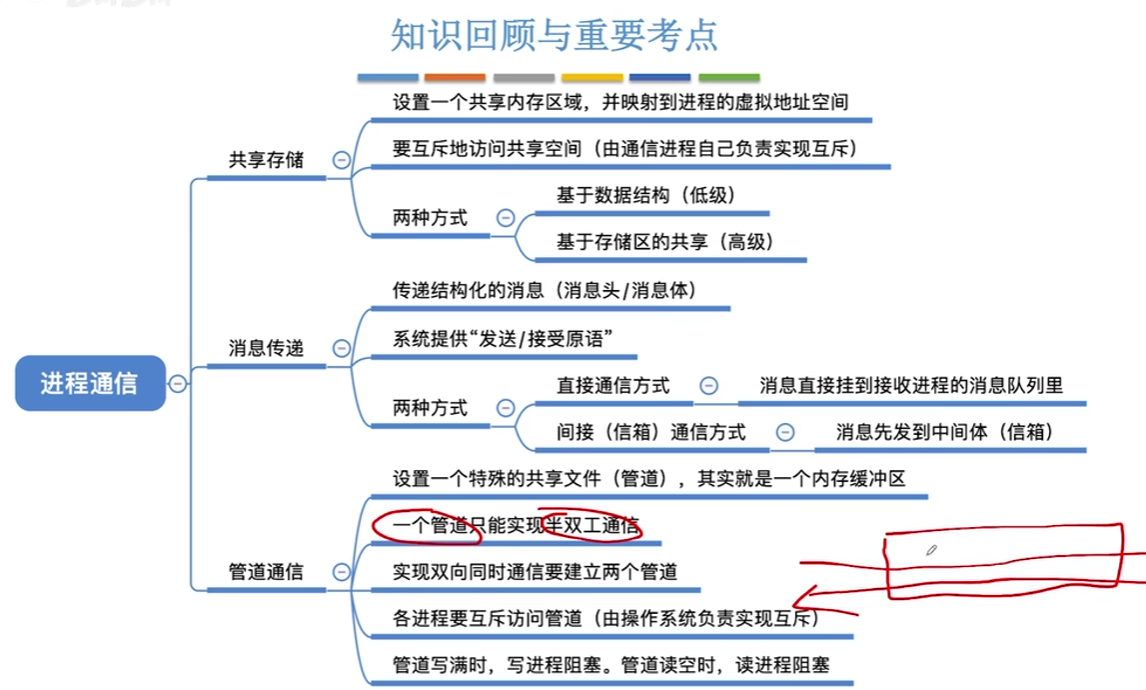 知识回顾与重要考点
进程通信
共享存储
设置一个共享内存区域，并映射到进程的虚拟地址空间
要互斥地访问共享空间（由通信进程自己负责实现互斥）
两种方式
基于数据结构（低级）
基于存储区的共享（高级）
消息传递
传递结构化的消息（消息头/消息体）
系统提供“发送/接受原语”
两种方式
直接通信方式
消息直接挂到接收进程的消息队列里
间接（信箱）通信方式
消息先发到中间体（信箱）
管道通信
设置一个特殊的共享文件（管道），其实就是一个内存缓冲区
一个管道只能实现半双工通信
实现双向同时通信要建立两个管道
各进程要互斥访问管道（由操作系统负责实现互斥）
管道写满时，写进程阻塞。管道读空时，读进程阻塞